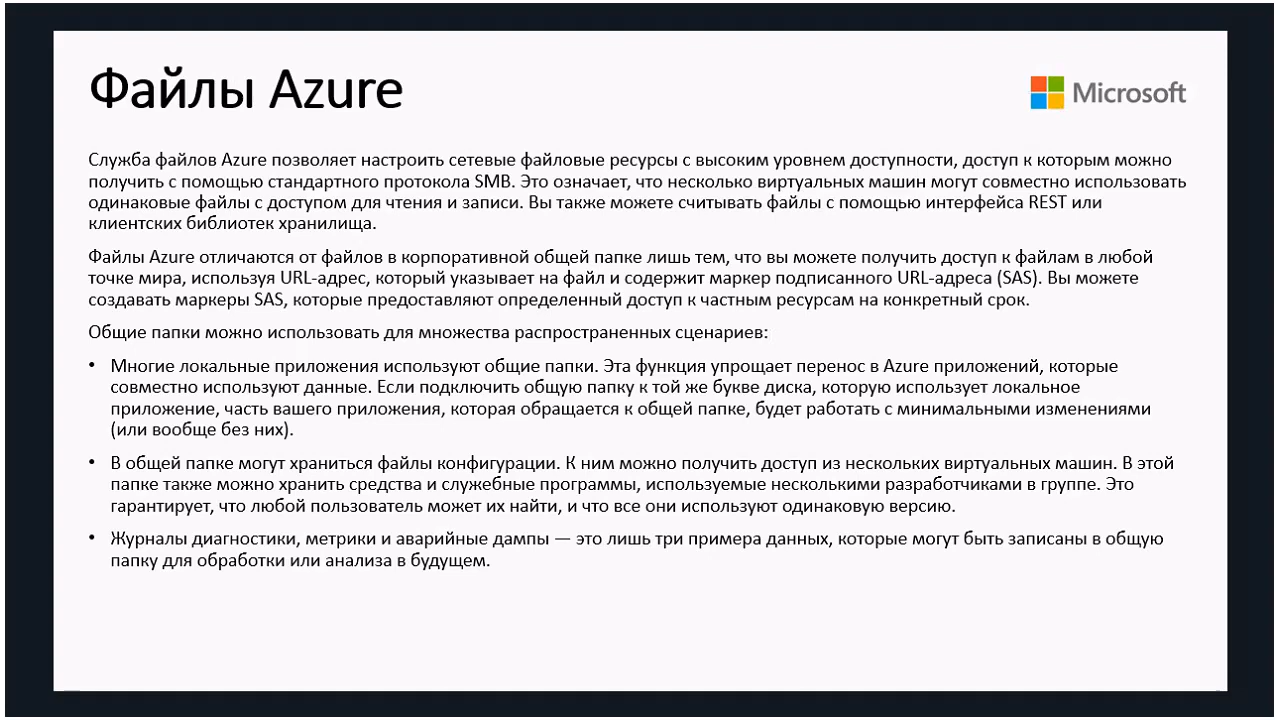 Файлы Azure
Microsoft
Служба файлов Azure позволяет настроить сетевые файловые ресурсы с высоким уровнем доступности, доступ к которым можно
получить с помощью стандартного протокола SMB. Это означает, что несколько виртуальных машин могут совместно использовать
одинаковые файлы с доступом для чтения и записи. Вы также можете считывать файлы с помощью интерфейса REST или
клиентских библиотек хранилища.
Файлы Azure отличаются от файлов в корпоративной общей папке лишь тем, что вы можете получить доступ к файлам в любой
точке мира, используя URL-адрес, который указывает на файл и содержит маркер подписанного URL-адреса (SAS). Вы можете
создавать маркеры SAS, которые предоставляют определенный доступ к частным ресурсам на конкретный срок.
Общие папки можно использовать для множества распространенных сценариев:
• Многие локальные приложения используют общие папки. Эта функция упрощает перенос в Azure приложений, которые
совместно используют данные. Если подключить общую папку к той же букве диска, которую использует локальное
приложение, часть вашего приложения, которая обращается к общей папке, будет работать с минимальными изменениями
(или вообще без них).
• В общей папке могут храниться файлы конфигурации. К ним можно получить доступ из нескольких виртуальных машин. В этой
папке также можно хранить средства и служебные программы, используемые несколькими разработчиками в группе. Это
гарантирует, что любой пользователь может их найти, и что все они используют одинаковую версию.
• Журналы диагностики, метрики и аварийные дампы — это лишь три примера данных, которые могут быть записаны в общую
папку для обработки или анализа в будущем.